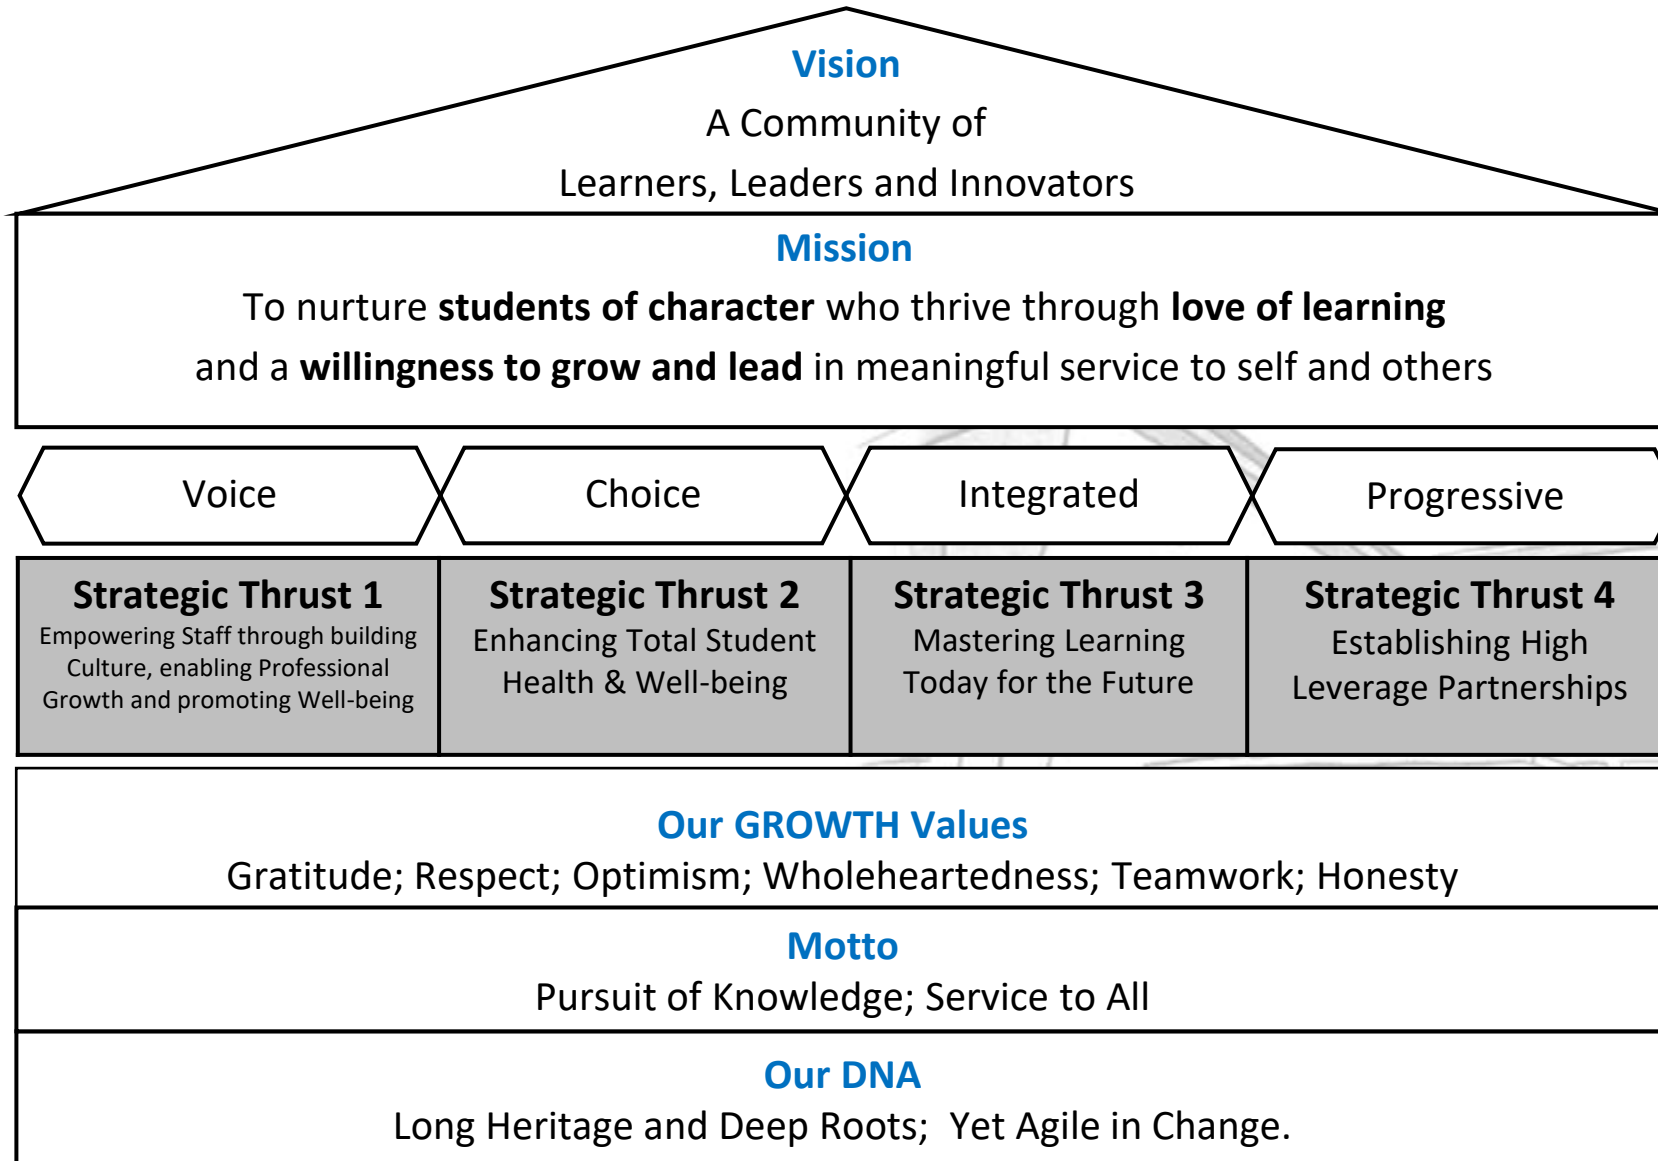 Vision
A Community of
Learners, Leaders and Innovators
Mission
To nurture students of character who thrive through love of learning
and a willingness to grow and lead in meaningful service to self and others
Voice
Choice
Integrated
Progressive
Strategic Thrust 1
Empowering Staff through building
Culture, enabling Professional
Growth and promoting Well-being
Strategic Thrust 2
Enhancing Total Student
Health & Well-being
Strategic Thrust 3
Mastering Learning
Today for the Future
Strategic Thrust 4
Establishing High
Leverage Partnerships
Our GROWTH Values
Gratitude; Respect; Optimism; Wholeheartedness; Teamwork; Honesty
Motto
Pursuit of Knowledge; Service to All
Our DNA
Long Heritage and Deep Roots;  Yet Agile in Change.